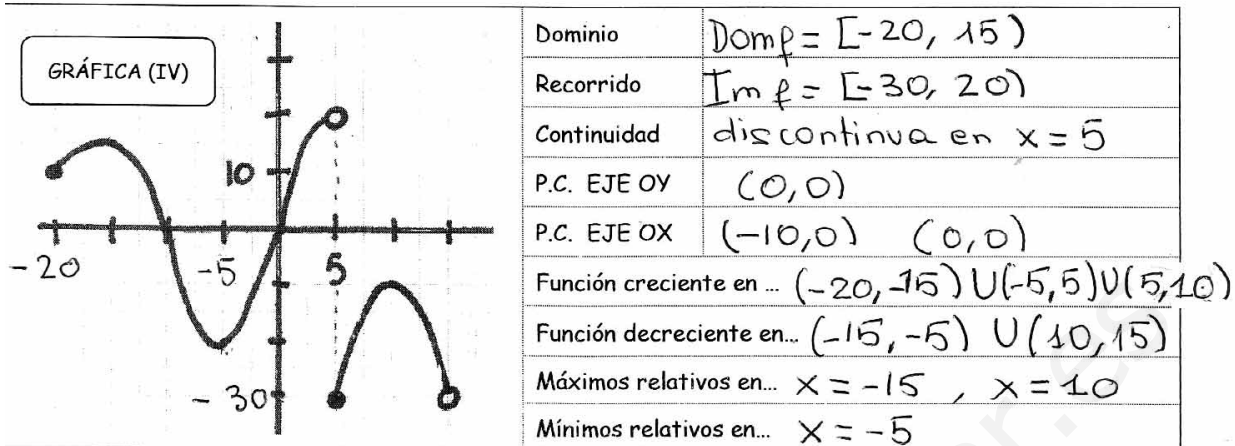 GRÁFICA (IV)
10
-20
-5
5
-30
Dominio Dom f = [-20, 15)
Recorrido Im f = [-30, 20)
Continuidad discontinua en x = 5
P.C. EJE OY (0,0)
P.C. EJE OX (-10,0) (0,0)
Función creciente en ... (-20,-15) U(-5,5)U(5,10)
Función decreciente en... (-15,-5) U(10,15)
Máximos relativos en... x = -15 , x = 10
Mínimos relativos en... x = -5